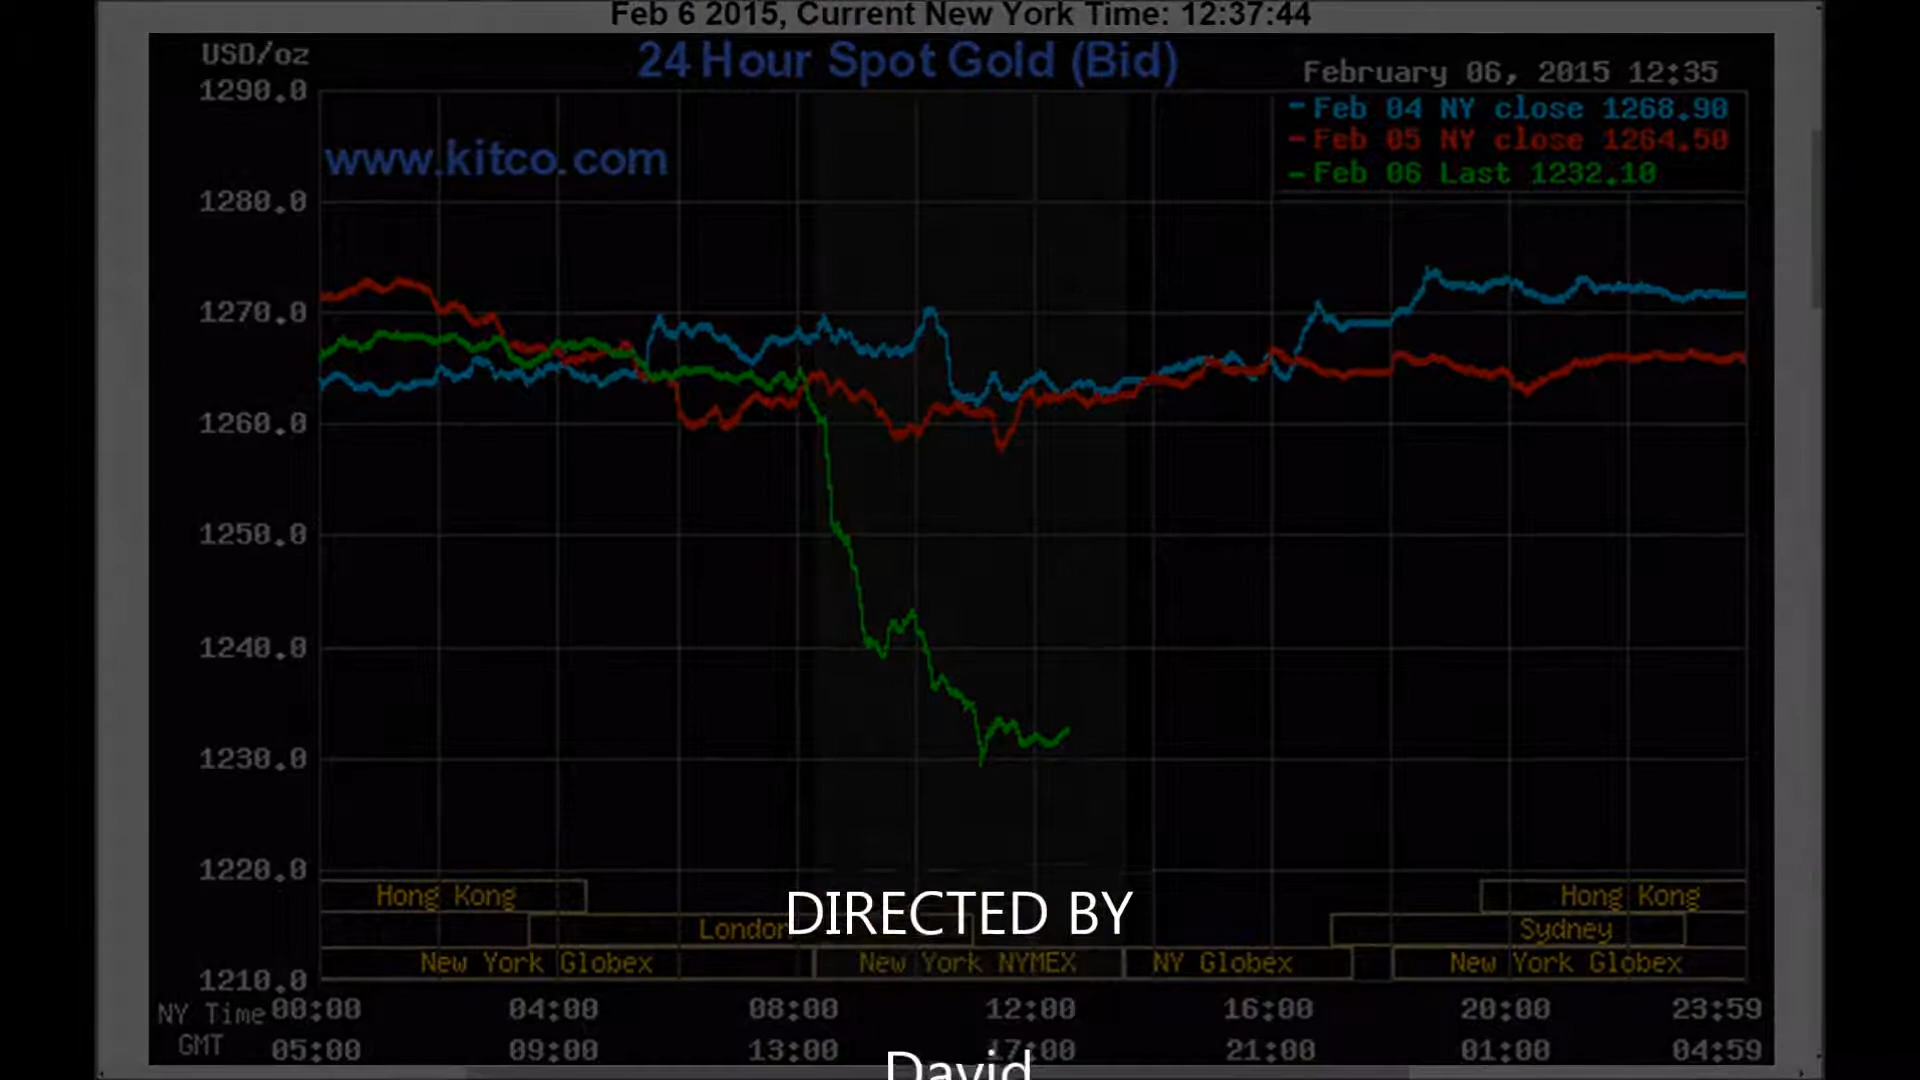 Feb 6 2015, Current New York Time: 12:37:44
USD/oz
24 Hour Spot Gold (Bid)
February 06, 2015 12:35
Feb 04 NY close 1268.90
Feb 05 NY close 1264.50
Feb 06 Last 1232.10
www.kitco.com
1290.0
1280.0
1270.0
1260.0
1250.0
1240.0
1230.0
1220.0
1210.0
Hong Kong
Hong Kong
London
Sydney
New York Globex
New York NYMEX
NY Globex
New York Globex
NY Time 00:00 04:00 08:00 12:00 16:00 20:00 23:59
GMT 05:00 09:00 13:00 17:00 21:00 01:00 04:59
DIRECTED BY
David